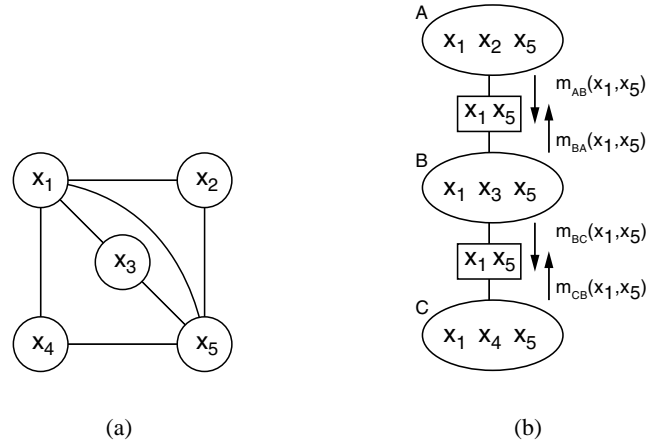 x1
x2
x3
x4
x5
(a)
A
x1 x2 x5
mAB(x1,x5)
x1 x5
mBA(x1,x5)
B
x1 x3 x5
mBC(x1,x5)
x1 x5
mCB(x1,x5)
C
x1 x4 x5
(b)